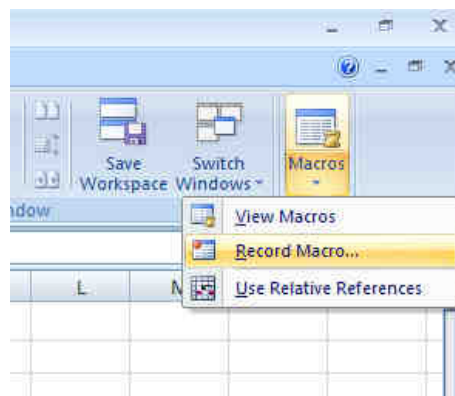 Save Workspace
Switch Windows
Macros
ndow
View Macros
Record Macro...
Use Relative References
L
M